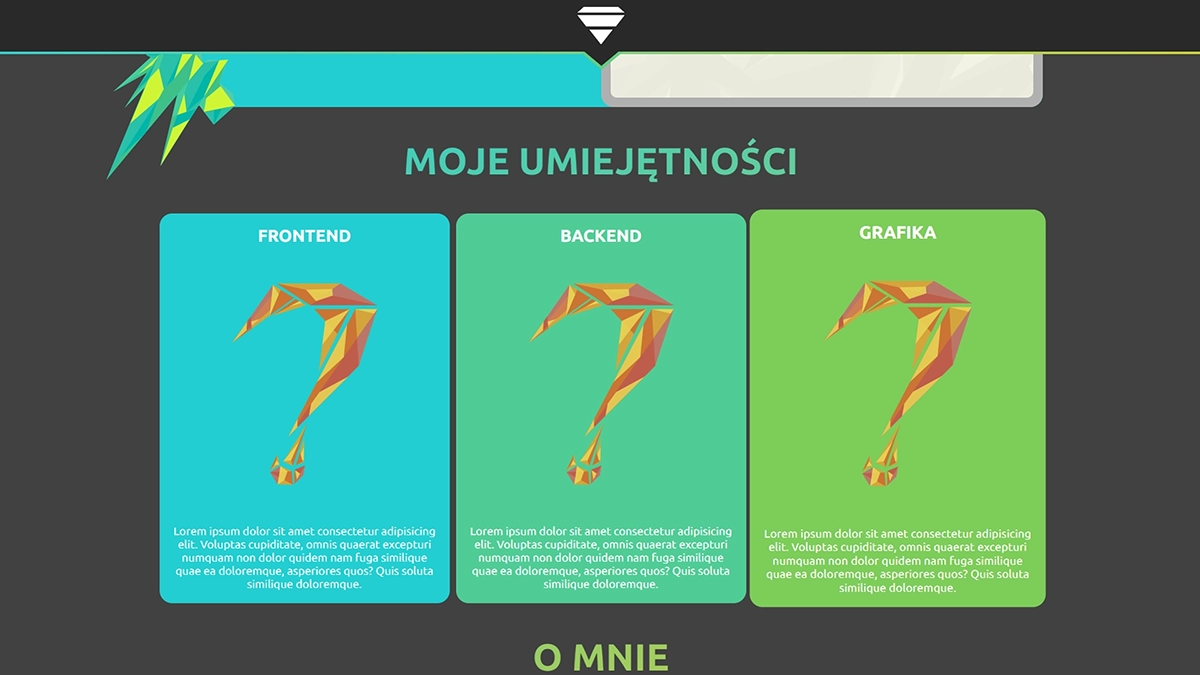 MOJE UMIEJĘTNOŚCI
FRONTEND
Lorem ipsum dolor sit amet consectetur adipisicing
elit. Voluptas cupiditate, omnis quaerat excepturi
numquam non dolor quidem nam fuga similique
quae ea doloremque, asperiores quos? Quis soluta
similique doloremque.
BACKEND
Lorem ipsum dolor sit amet consectetur adipisicing
elit. Voluptas cupiditate, omnis quaerat excepturi
numquam non dolor quidem nam fuga similique
quae ea doloremque, asperiores quos? Quis soluta
similique doloremque.
GRAFIKA
Lorem ipsum dolor sit amet consectetur adipisicing
elit. Voluptas cupiditate, omnis quaerat excepturi
numquam non dolor quidem nam fuga similique
quae ea doloremque, asperiores quos? Quis soluta
similique doloremque.
O MNIE